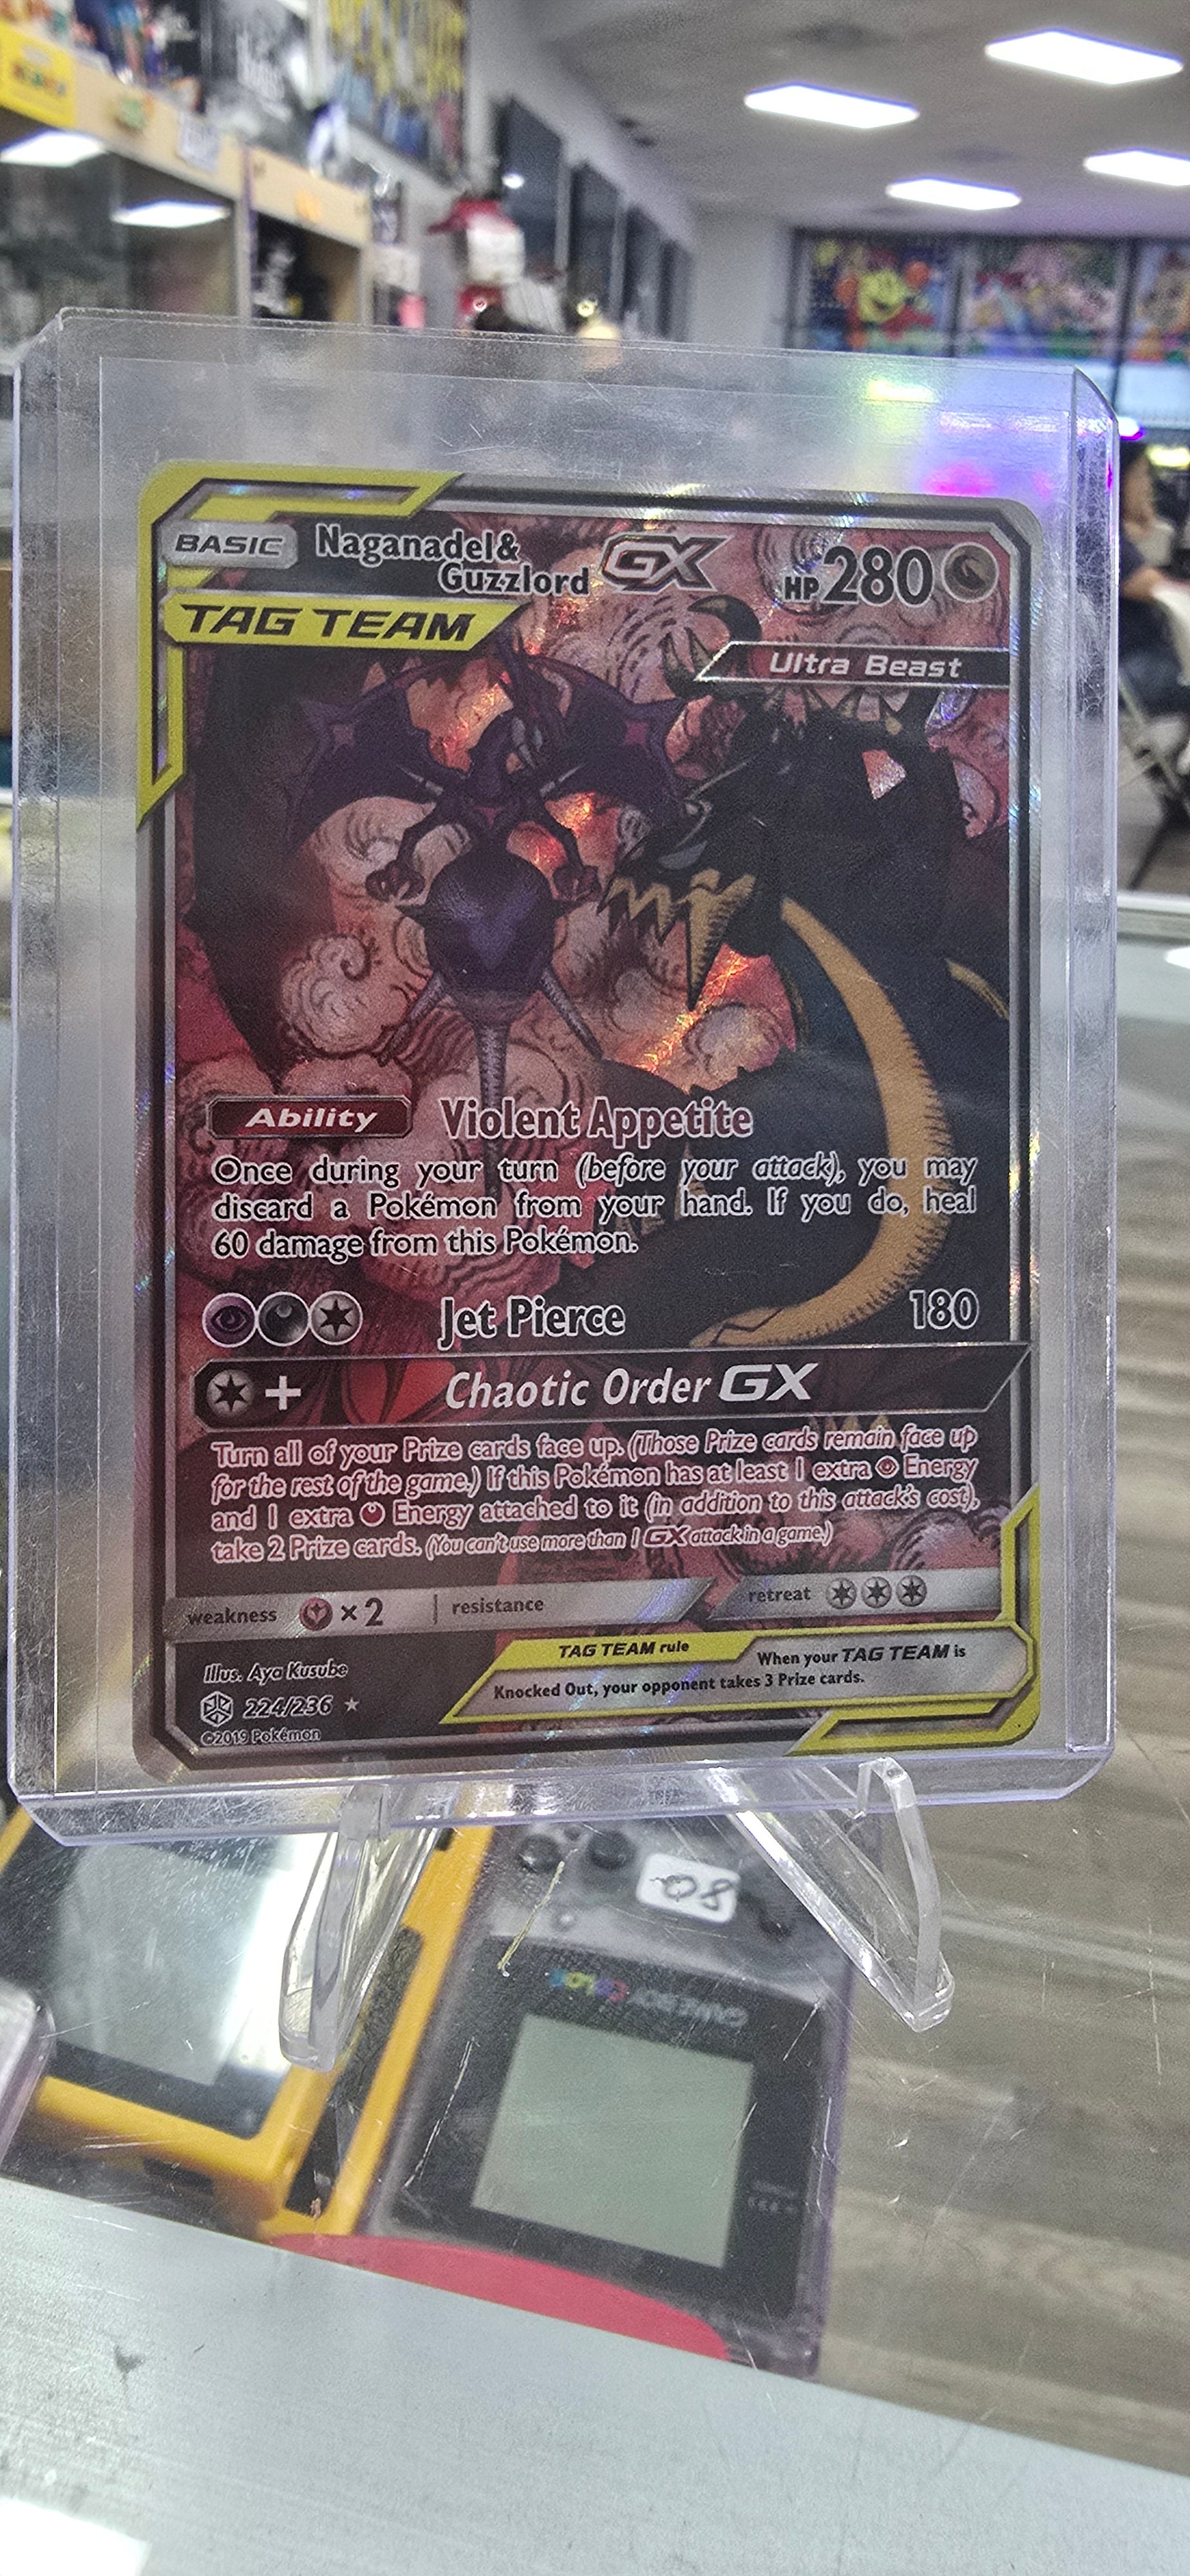 BASIC
Naganadel&
Guzzlord GX
HP 280
TAG TEAM
Ultra Beast
Ability Violent Appetite
Once during your turn (before your attack), you may
discard a Pokémon from your hand. If you do, heal
60 damage from this Pokémon.
Jet Pierce 180
+ Chaotic Order GX
Turn all of your Prize cards face up. (Those Prize cards remain face up
for the rest of the game.) If this Pokémon has at least 1 extra Energy
and 1 extra Energy attached to it (in addition to this attack's cost),
take 2 Prize cards. (You can't use more than 1 GX attack in a game.)
weakness ×2 resistance retreat
TAG TEAM rule
When your TAG TEAM is
Knocked Out, your opponent takes 3 Prize cards.
Illus. Aya Kusube
224/236
©2019 Pokémon
08
GAME BOY COLOR